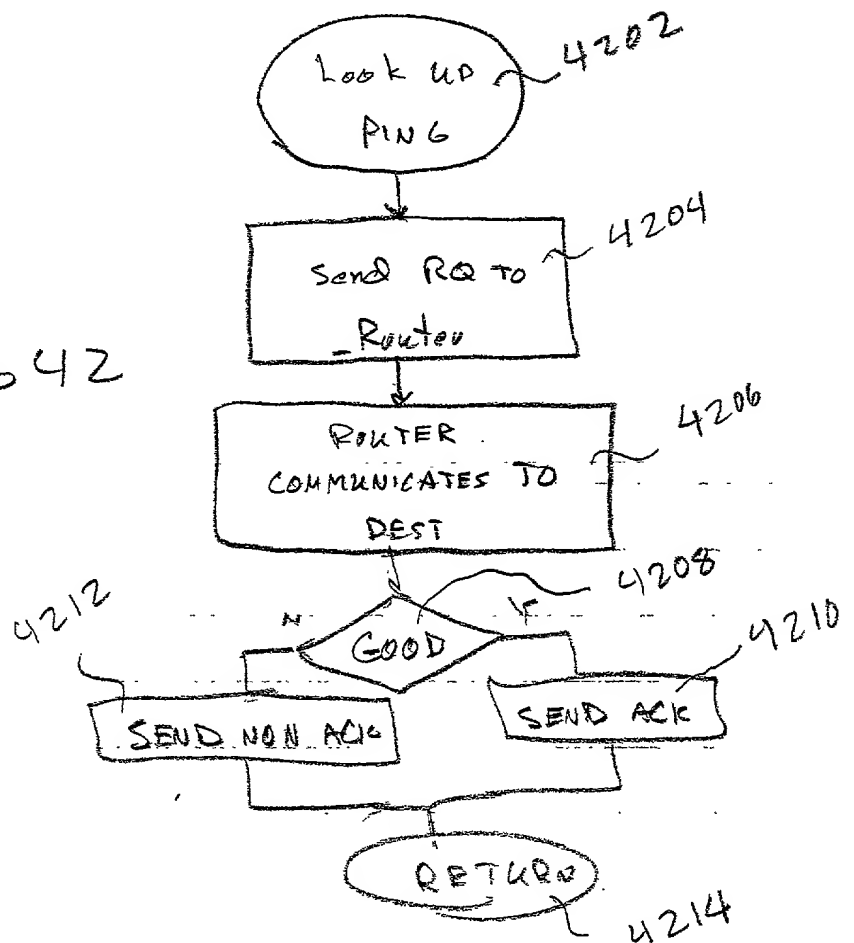 Look up
PING
4202
Send RQ TO
Router
4204
42
ROUTER
COMMUNICATES TO
DEST
4206
GOOD
4208
N
Y
4212
SEND NON ACK
4210
SEND ACK
RETURN
4214